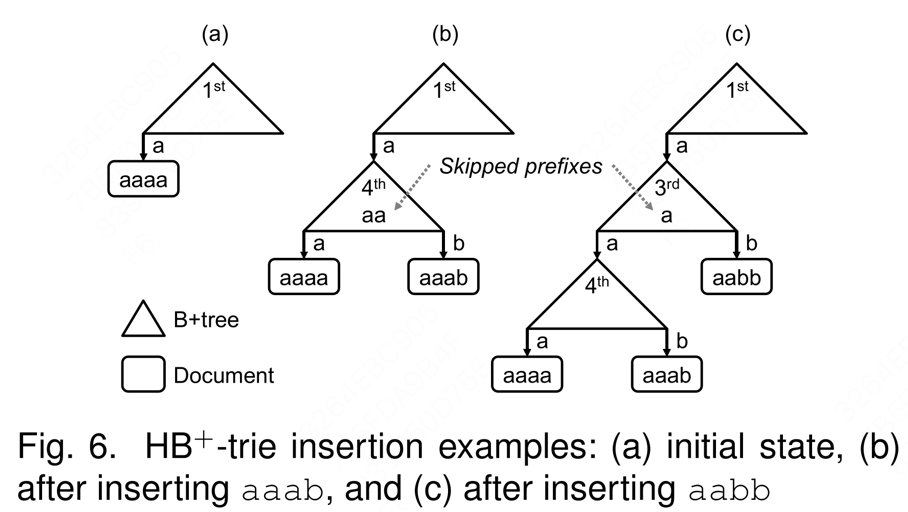 (a) (b) (c)
1st 1st 1st
a a a
aaaa
Skipped prefixes
4th 3rd
aa a
a b a b
aaaa aaab aabb
4th
B+tree
a b
Document
aaaa aaab
Fig. 6. HB+-trie insertion examples: (a) initial state, (b)
after inserting aaab, and (c) after inserting aabb